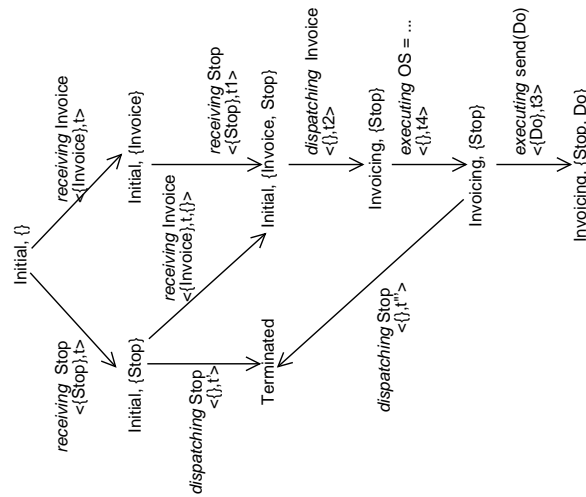 Initial, {}
receiving Invoice
<{Invoice},t>
receiving Stop
<{Stop},t>
Initial, {Invoice}
Initial, {Stop}
receiving Stop
<{Stop},t1>
receiving Invoice
<{Invoice},t,{}>
dispatching Stop
<{},t'>
Initial, {Invoice, Stop}
Terminated
dispatching Invoice
<{},t2>
Invoicing, {Stop}
executing OS = ...
<{},t4>
dispatching Stop
<{},t'''>
Invoicing, {Stop}
executing send(Do)
<{Do},t3>
Invoicing, {Stop, Do}